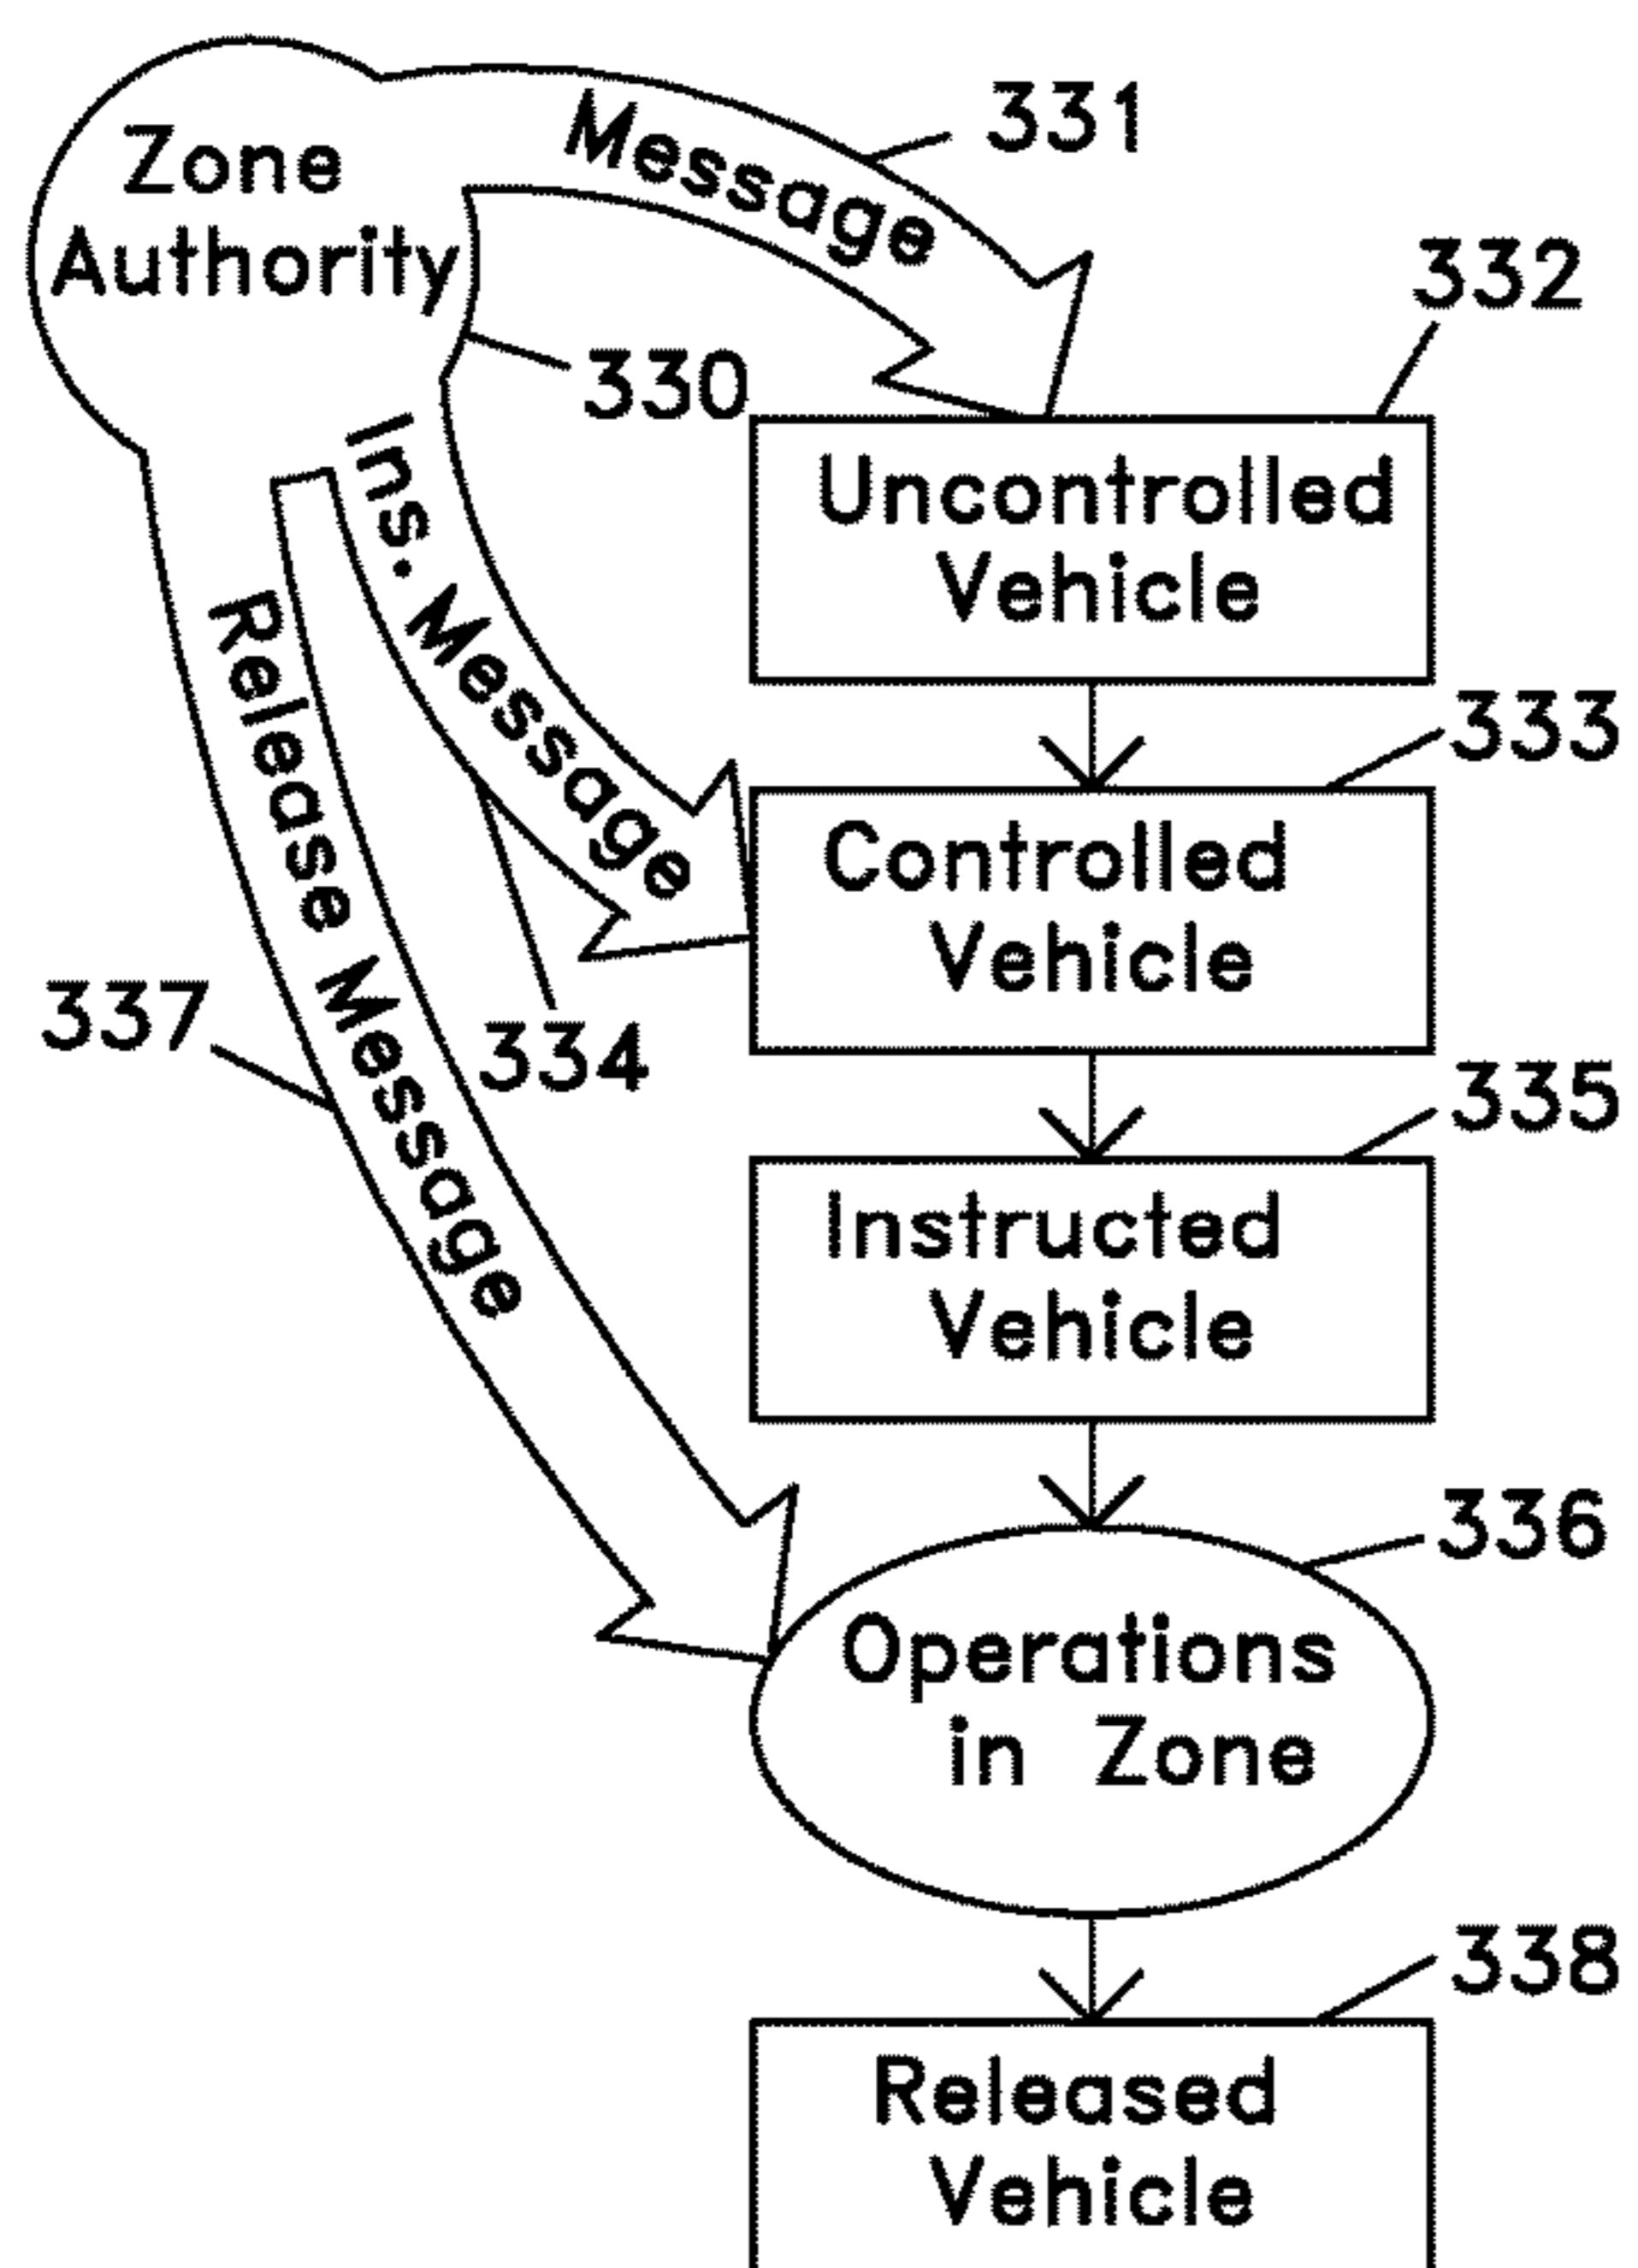 Zone
Authority
Message
331
332
330
Uncontrolled
Vehicle
Ins. Message
333
Controlled
Vehicle
Release Message
337
334
335
Instructed
Vehicle
336
Operations
in Zone
338
Released
Vehicle